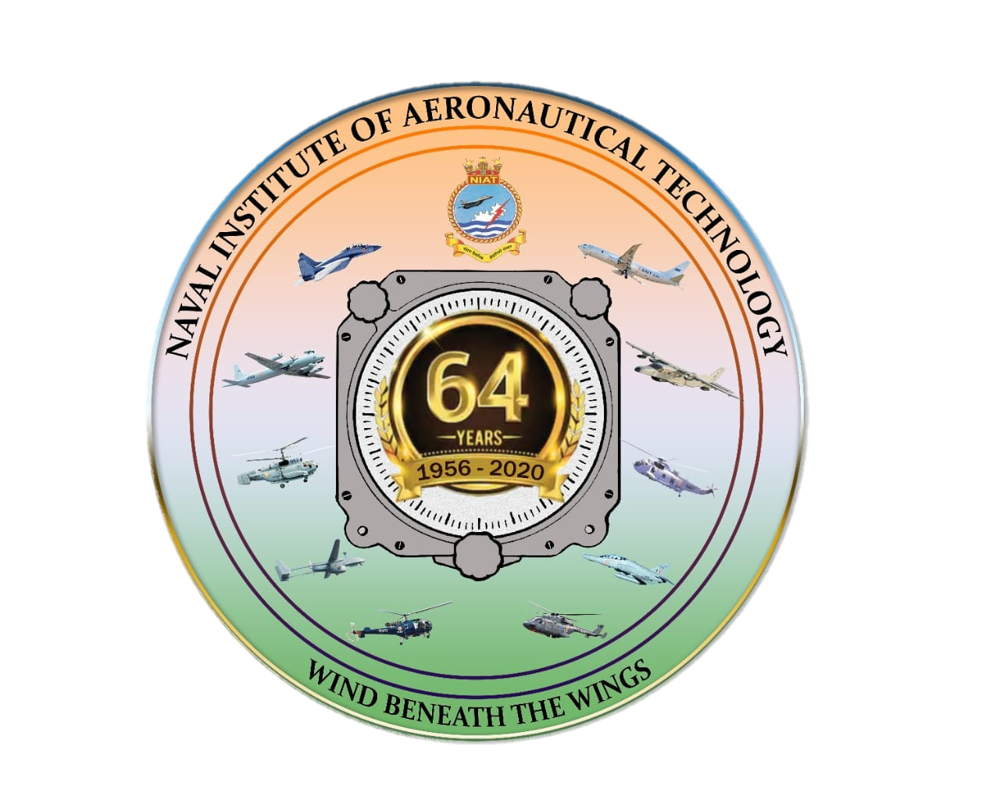 NAVAL INSTITUTE OF AERONAUTICAL TECHNOLOGY
NIAT
64
YEARS
1956 - 2020
WIND BENEATH THE WINGS